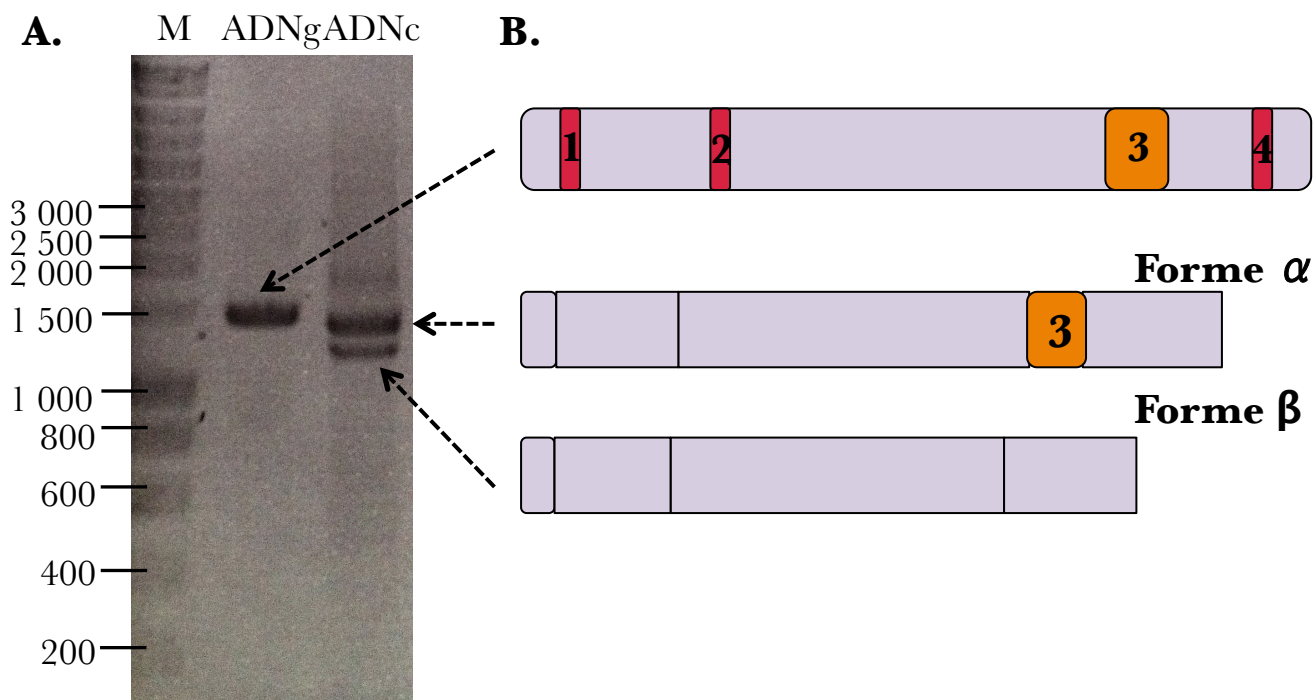 A.
M ADNg ADNc
3 000
2 500
2 000
1 500
1 000
800
600
400
200
B.
1 2 3 4
Forme α
3
Forme β